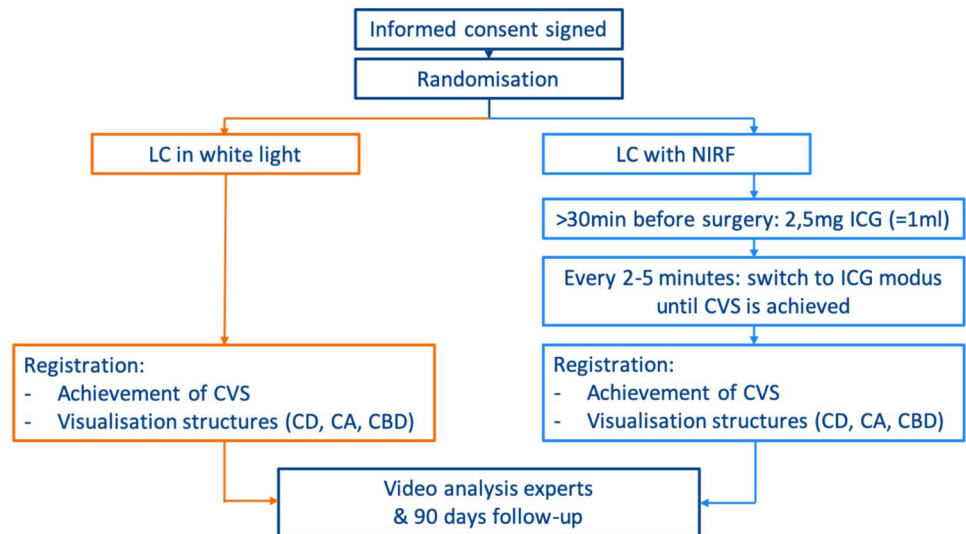 Informed consent signed
Randomisation
LC in white light
LC with NIRF
>30min before surgery: 2,5mg ICG (=1ml)
Every 2-5 minutes: switch to ICG modus
until CVS is achieved
Registration:
- Achievement of CVS
- Visualisation structures (CD, CA, CBD)
Registration:
- Achievement of CVS
- Visualisation structures (CD, CA, CBD)
Video analysis experts
& 90 days follow-up